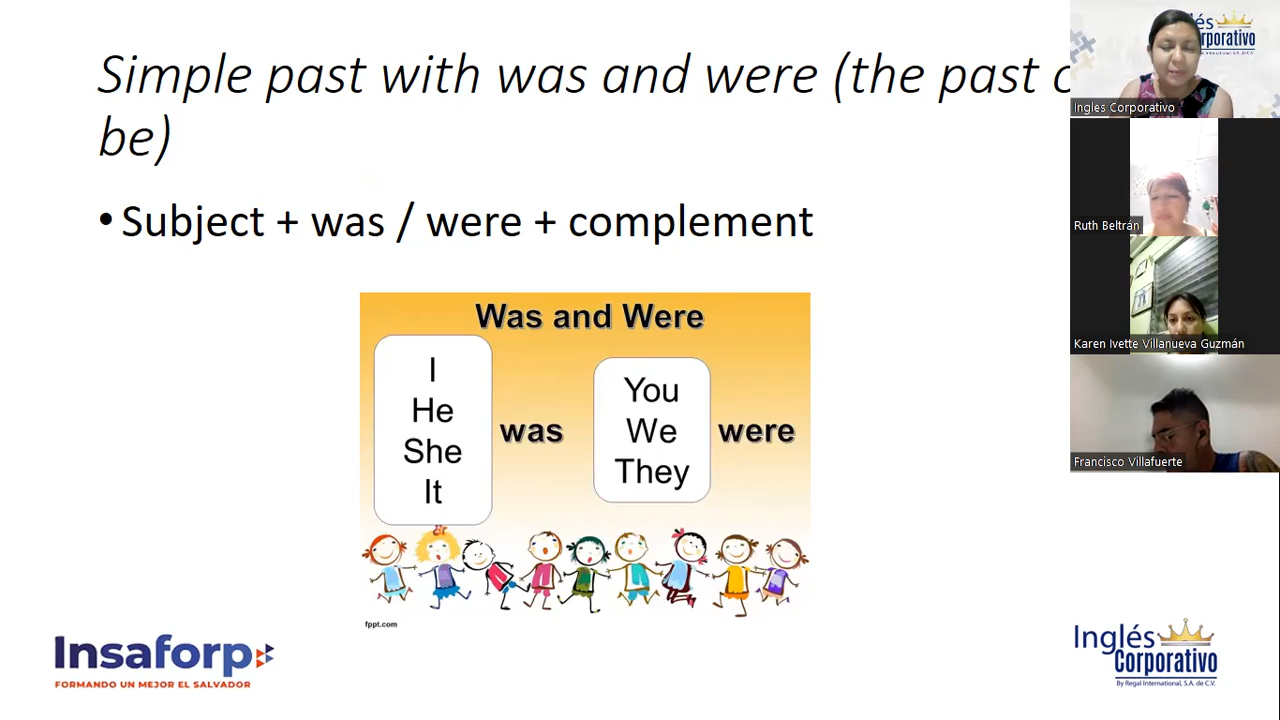 Simple past with was and were (the past
be)
• Subject + was / were + complement
Was and Were
I
He
She
It
was
You
We
They
were
fppt.com
Insaforp
FORMANDO UN MEJOR EL SALVADOR
Inglés
Corporativo
By Regal International, S.A. de C.V.
Ingles Corporativo
Ruth Beltrán
Karen Ivette Villanueva Guzmán
Francisco Villafuerte